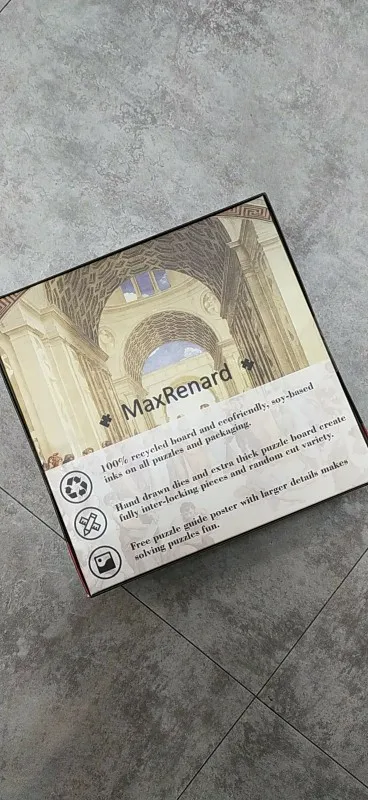 MaxRenard
100% recycled board and ecofriendly, soy-based
inks on all puzzles and packaging.
Hand drawn dies and extra thick puzzle board create
fully inter-locking pieces and random cut variety.
Free puzzle guide poster with larger details makes
solving puzzles fun.